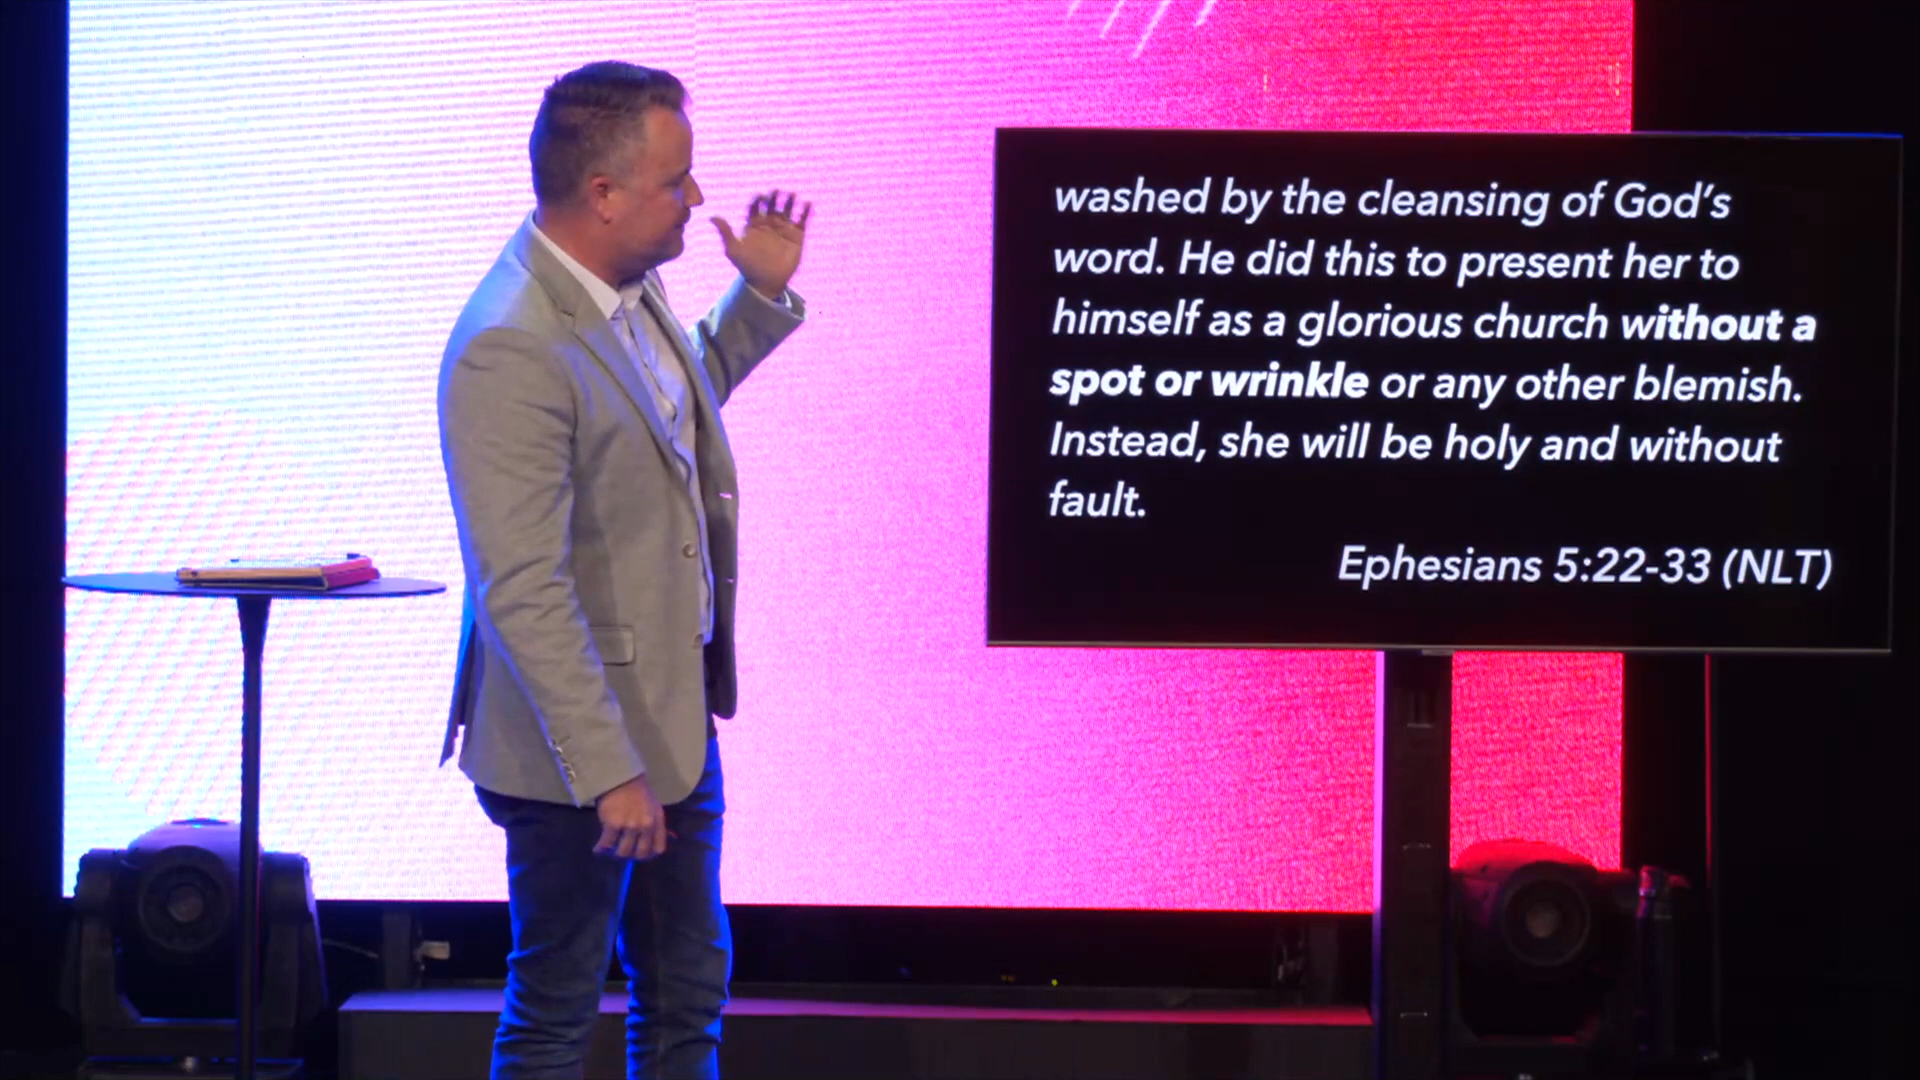 washed by the cleansing of God’s
word. He did this to present her to
himself as a glorious church without a
spot or wrinkle or any other blemish.
Instead, she will be holy and without
fault.
Ephesians 5:22-33 (NLT)